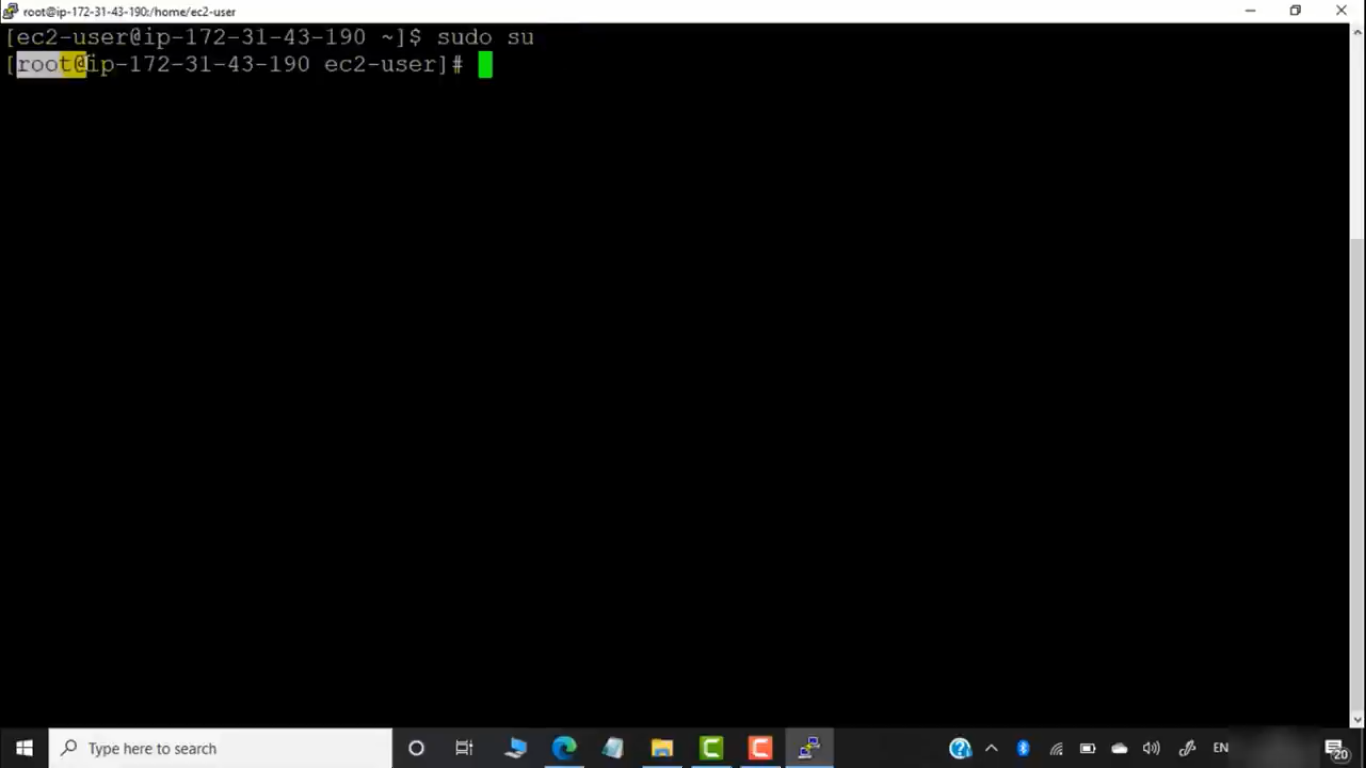 root@ip-172-31-43-190:/home/ec2-user
[ec2-user@ip-172-31-43-190 ~]$ sudo su
[root@ip-172-31-43-190 ec2-user]#
Type here to search
EN
20